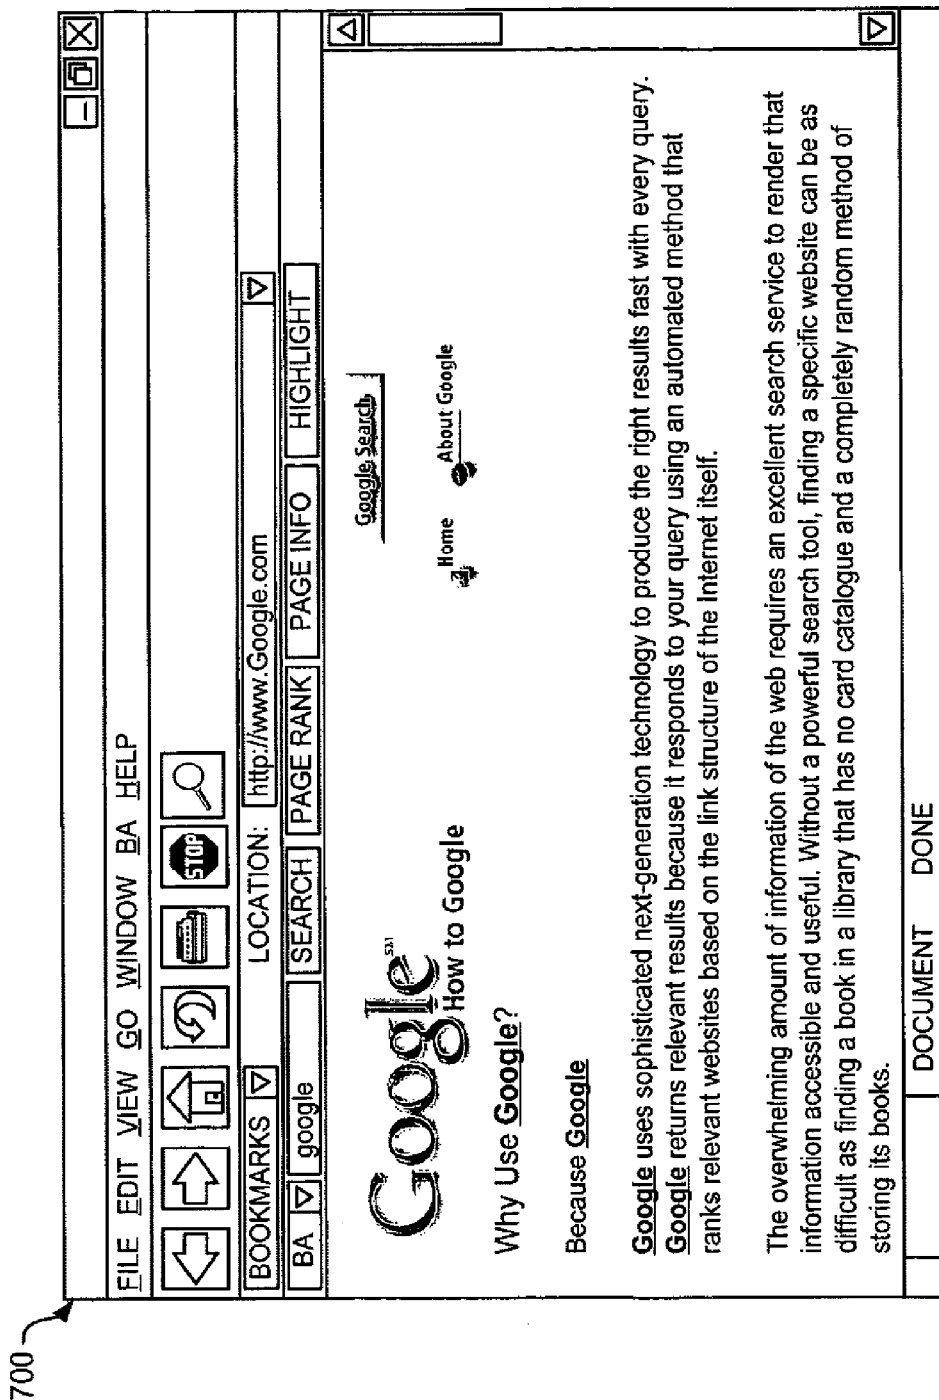 700
FILE EDIT VIEW GO WINDOW BA HELP
STOP
BOOKMARKS LOCATION: http://www.Google.com
BA google SEARCH PAGE RANK PAGE INFO HIGHLIGHT
Google
How to Google
Google Search
Home About Google
Why Use Google?
Because Google
Google uses sophisticated next-generation technology to produce the right results fast with every query.
Google returns relevant results because it responds to your query using an automated method that
ranks relevant websites based on the link structure of the Internet itself.
The overwhelming amount of information of the web requires an excellent search service to render that
information accessible and useful. Without a powerful search tool, finding a specific website can be as
difficult as finding a book in a library that has no card catalogue and a completely random method of
storing its books.
DOCUMENT DONE